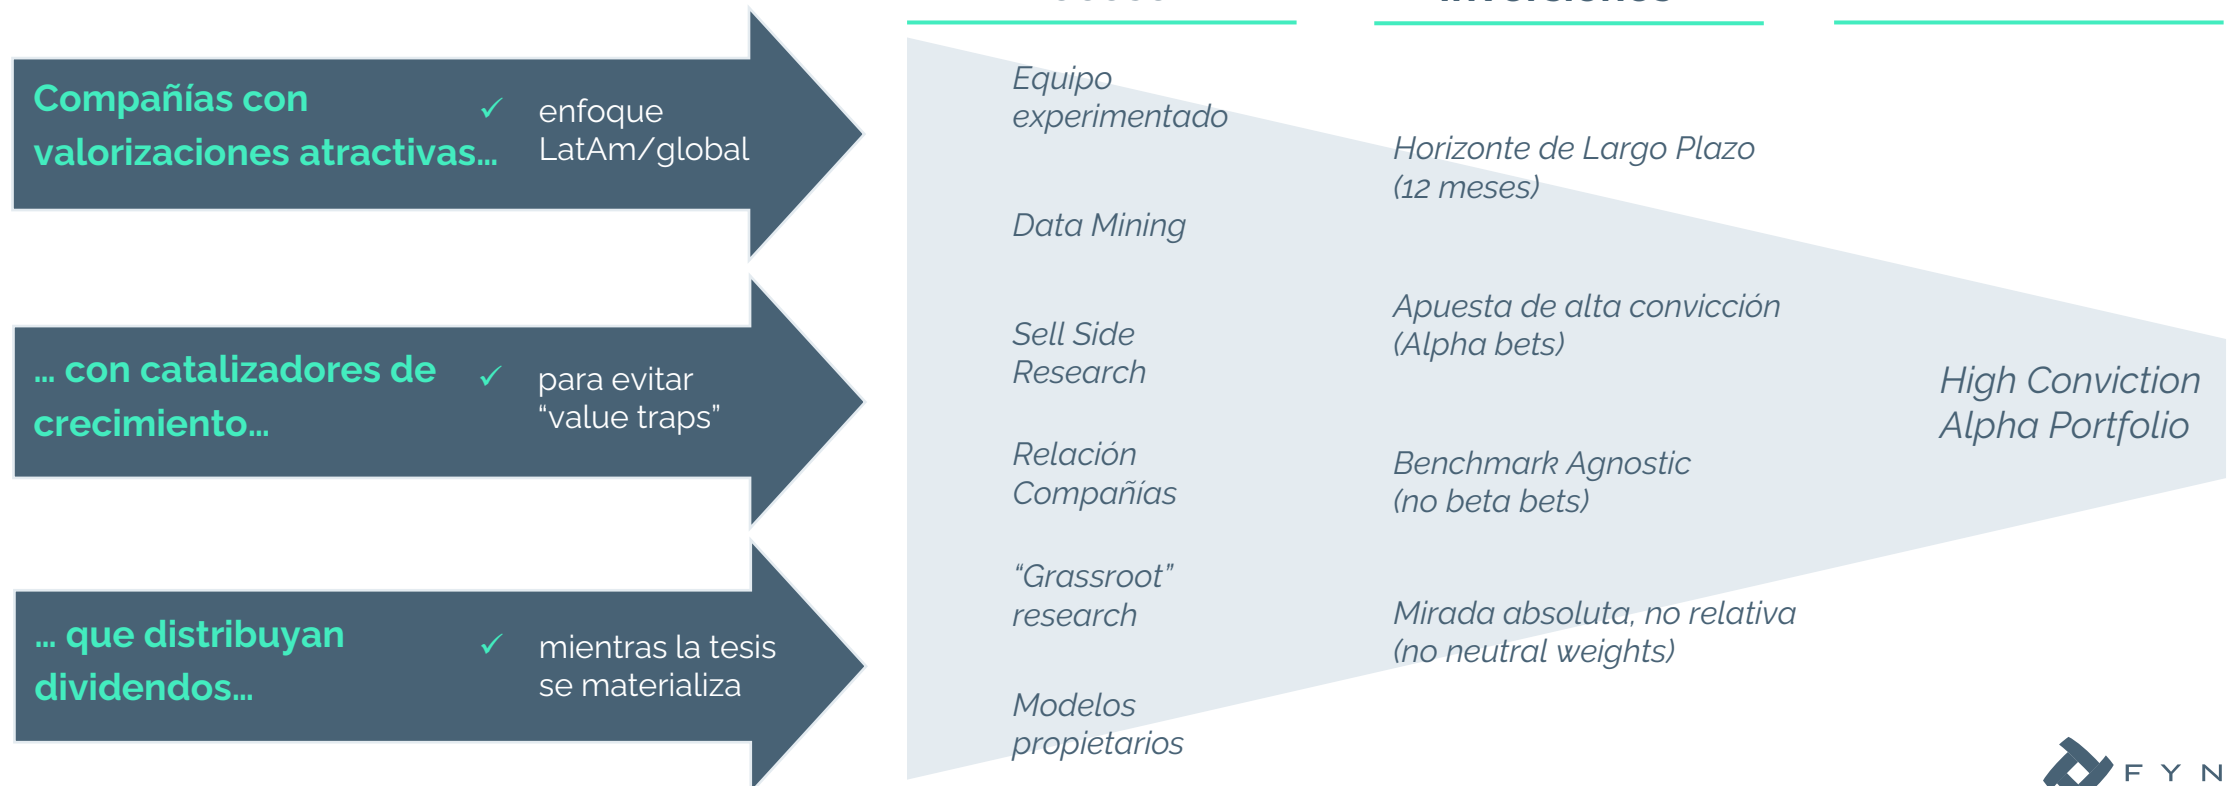 Inversiones
Compañías con
valorizaciones atractivas...
✓ enfoque
LatAm/global
... con catalizadores de
crecimiento...
✓ para evitar
“value traps”
... que distribuyan
dividendos...
✓ mientras la tesis
se materializa
Equipo
experimentado
Data Mining
Sell Side
Research
Relación
Compañías
“Grassroot”
research
Modelos
propietarios
Horizonte de Largo Plazo
(12 meses)
Apuesta de alta convicción
(Alpha bets)
Benchmark Agnostic
(no beta bets)
Mirada absoluta, no relativa
(no neutral weights)
High Conviction
Alpha Portfolio
F Y N